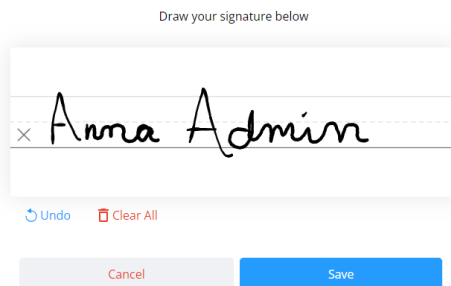 Draw your signature below
Anna Admin
Undo Clear All
Cancel Save